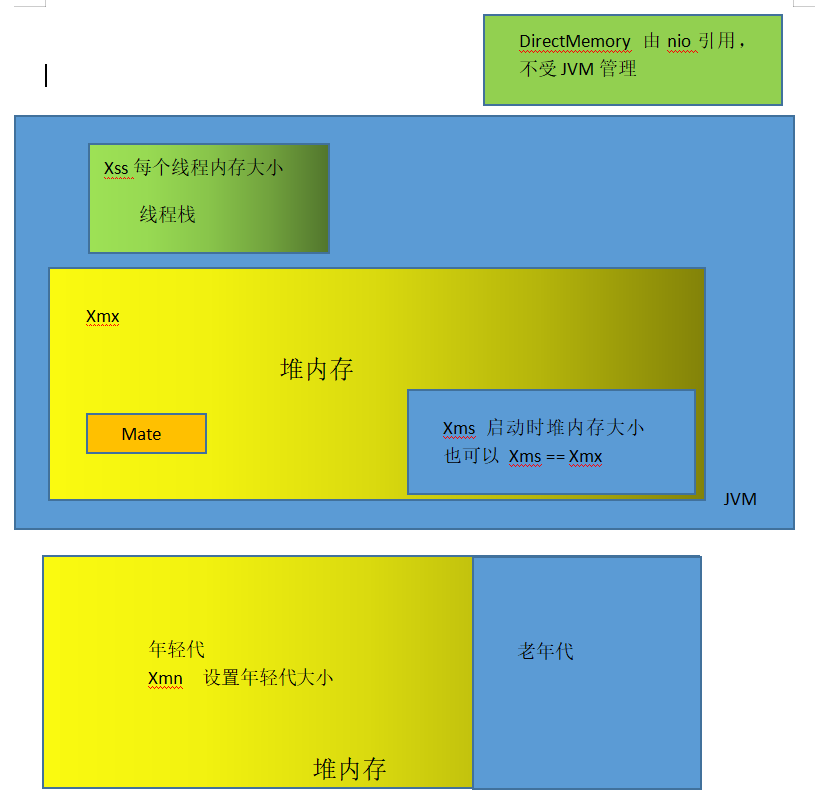 DirectMemory 由 nio 引用，
不受 JVM 管理
Xss 每个线程内存大小
线程栈
Xmx
堆内存
Mate
Xms 启动时堆内存大小
也可以 Xms == Xmx
JVM
年轻代
Xmn 设置年轻代大小
老年代
堆内存